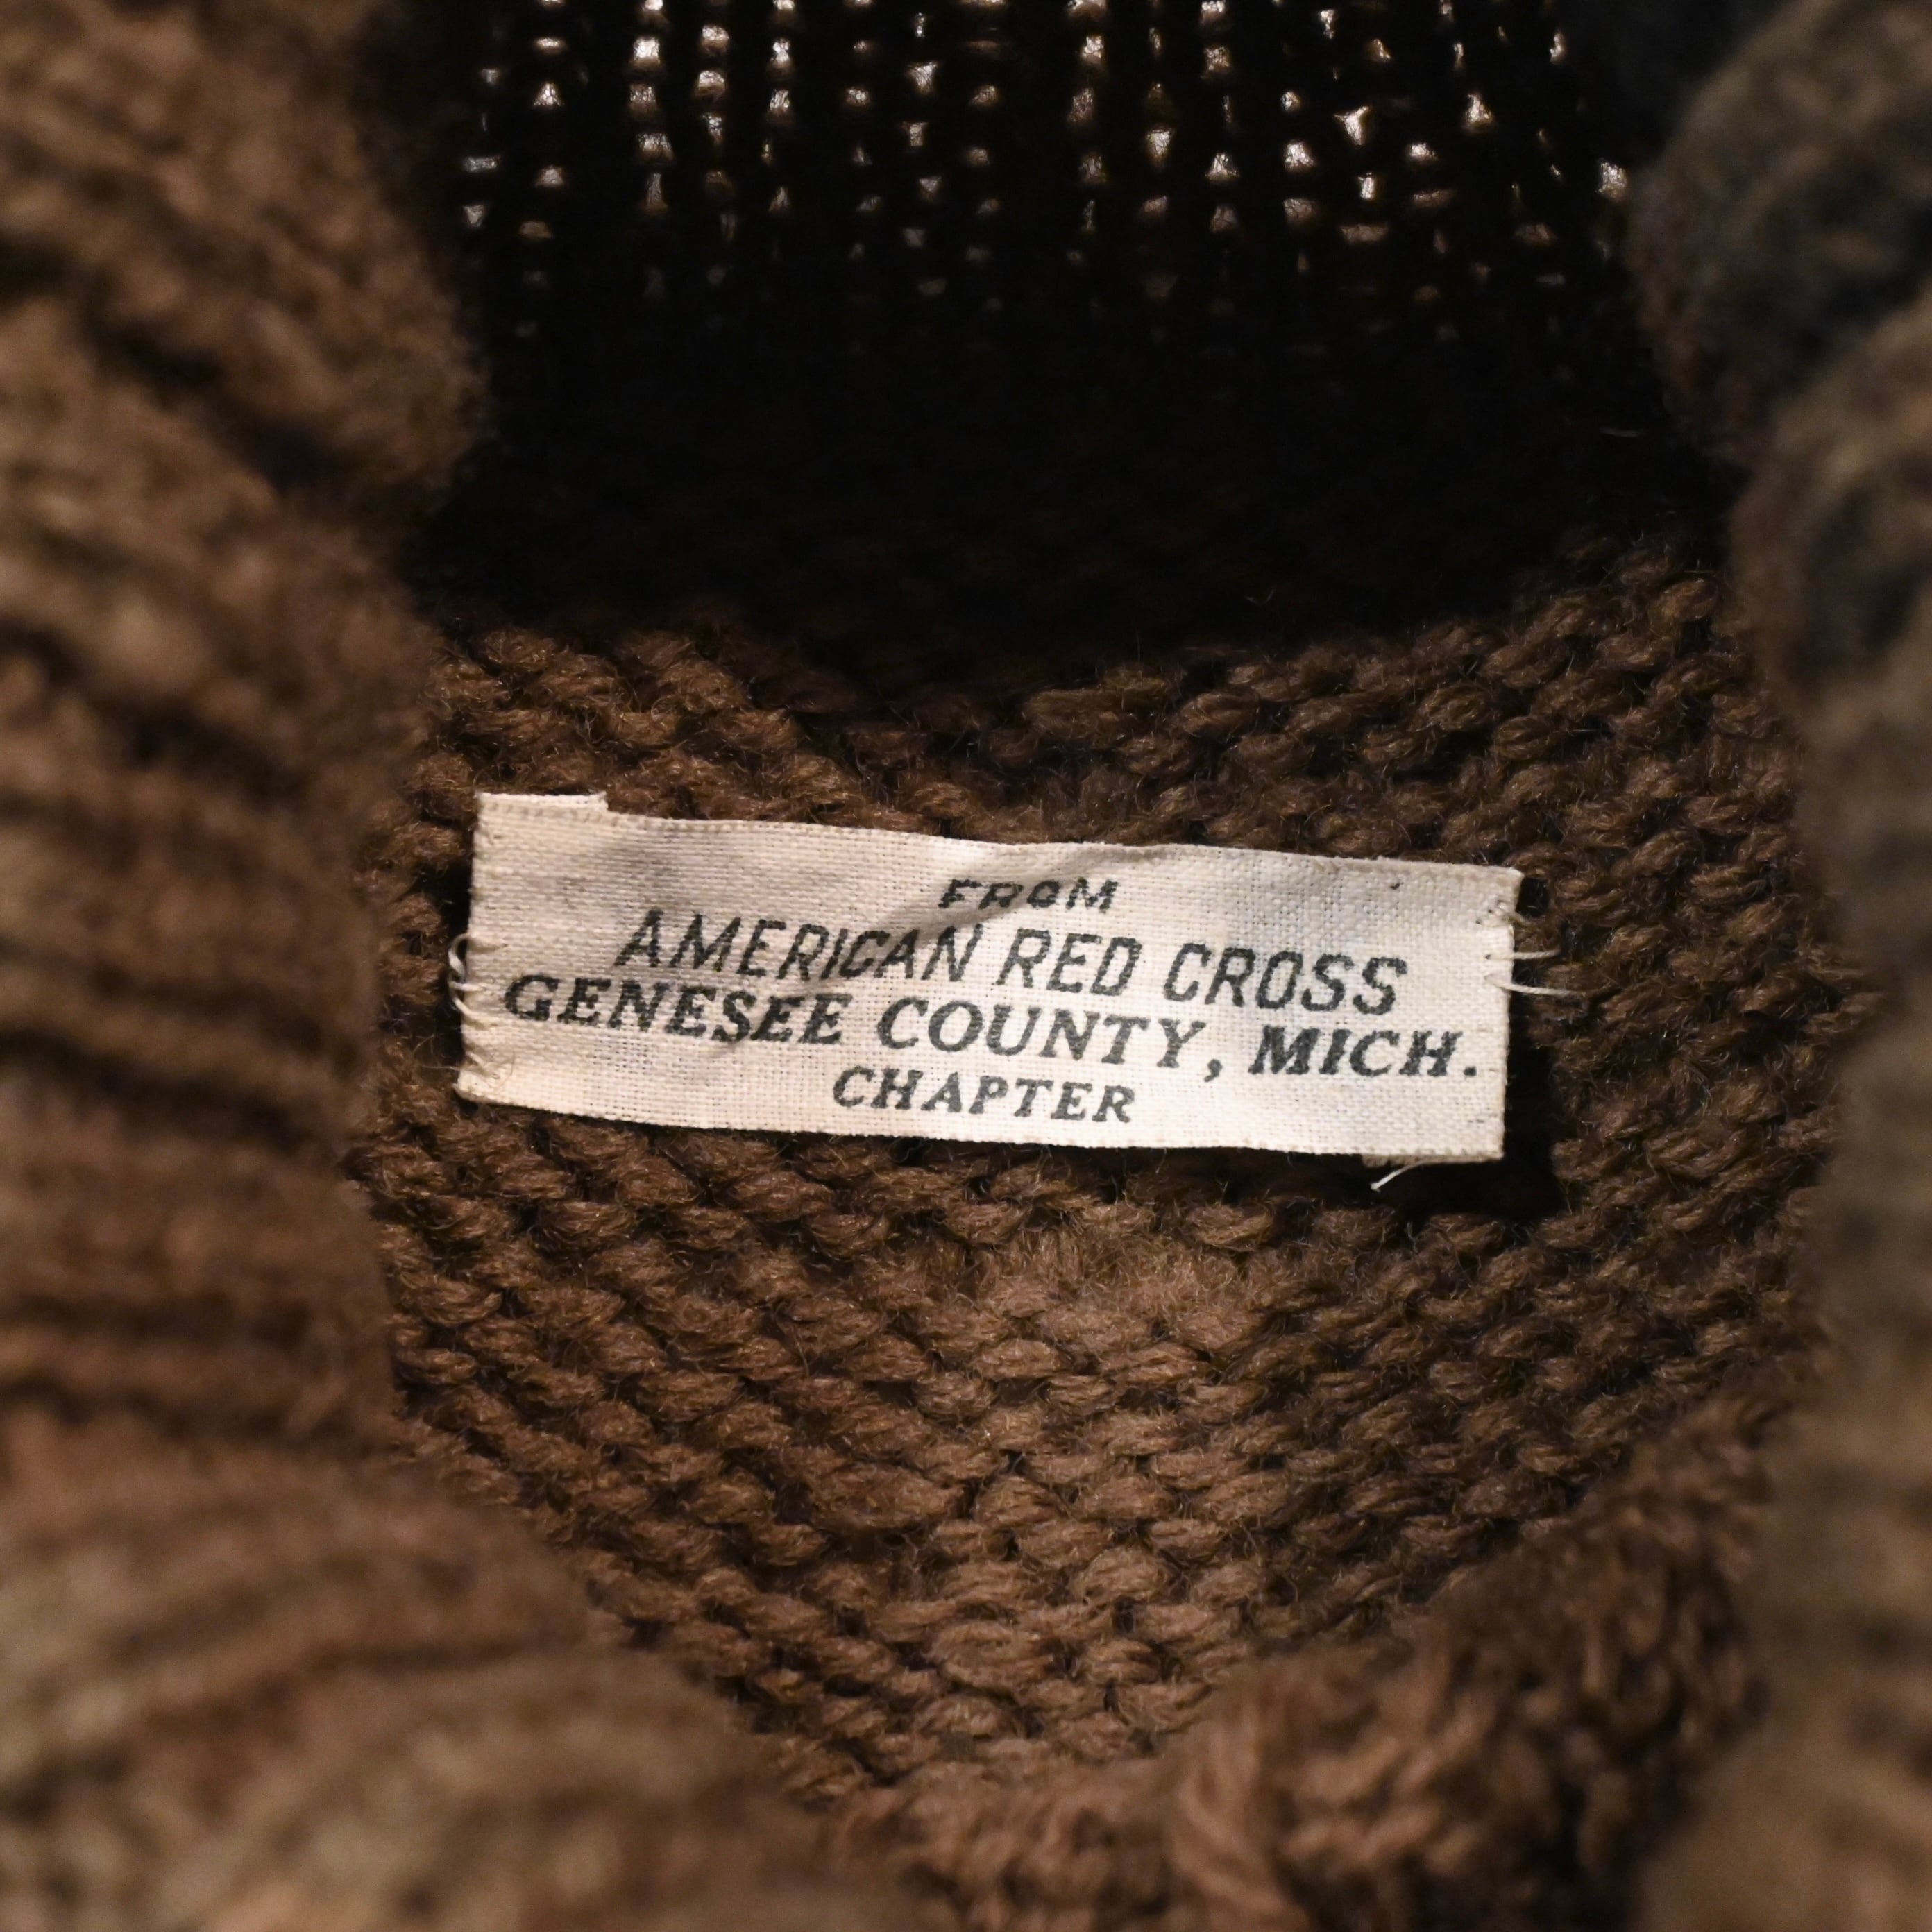 FROM
AMERICAN RED CROSS
GENESEE COUNTY, MICH.
CHAPTER